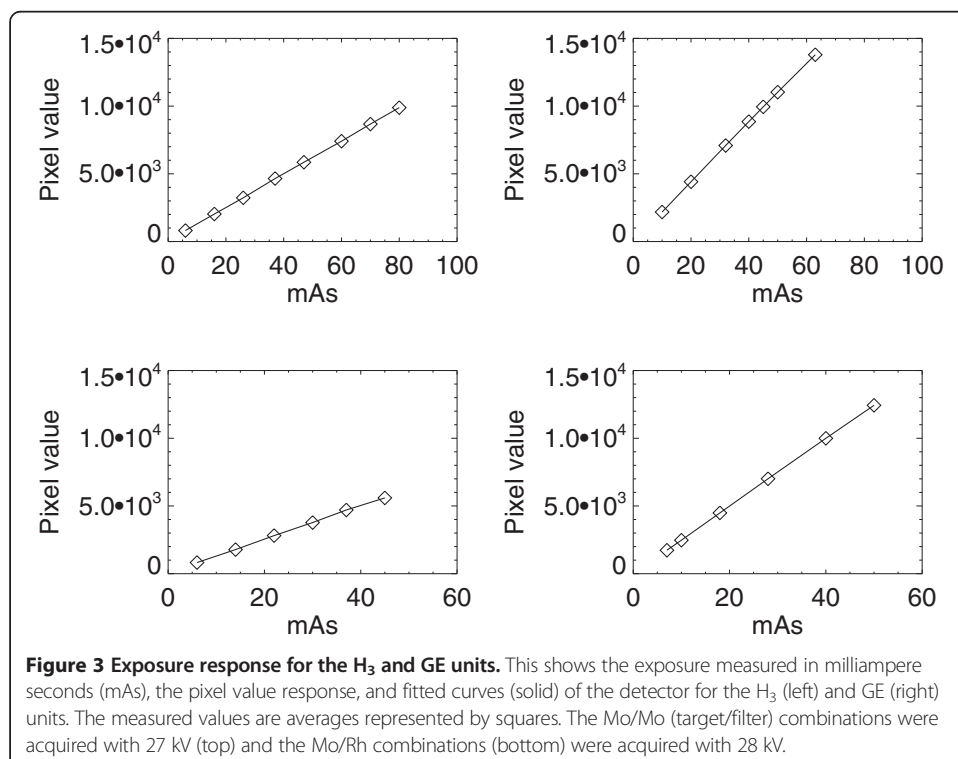 1.5•10⁴
1.0•10⁴
5.0•10³
0
Pixel value
0 20 40 60 80 100
mAs
1.5•10⁴
1.0•10⁴
5.0•10³
0
Pixel value
0 20 40 60 80 100
mAs
1.5•10⁴
1.0•10⁴
5.0•10³
0
Pixel value
0 20 40 60
mAs
1.5•10⁴
1.0•10⁴
5.0•10³
0
Pixel value
0 20 40 60
mAs
Figure 3 Exposure response for the H₃ and GE units. This shows the exposure measured in milliampere
seconds (mAs), the pixel value response, and fitted curves (solid) of the detector for the H₃ (left) and GE (right)
units. The measured values are averages represented by squares. The Mo/Mo (target/filter) combinations were
acquired with 27 kV (top) and the Mo/Rh combinations (bottom) were acquired with 28 kV.